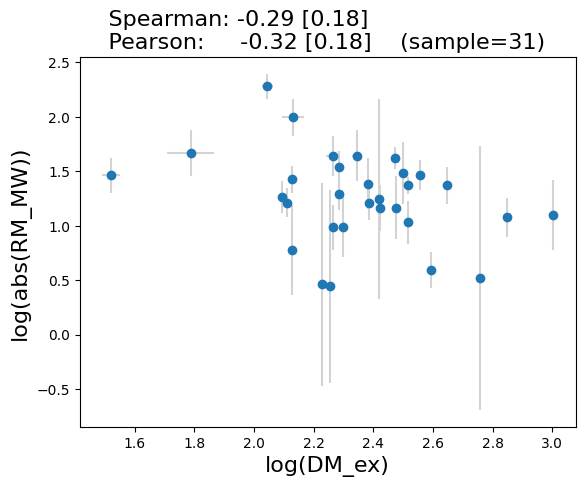 Spearman: -0.29 [0.18]
Pearson: -0.32 [0.18] (sample=31)
2.5
2.0
1.5
1.0
0.5
0.0
−0.5
log(abs(RM_MW))
1.6 1.8 2.0 2.2 2.4 2.6 2.8 3.0
log(DM_ex)